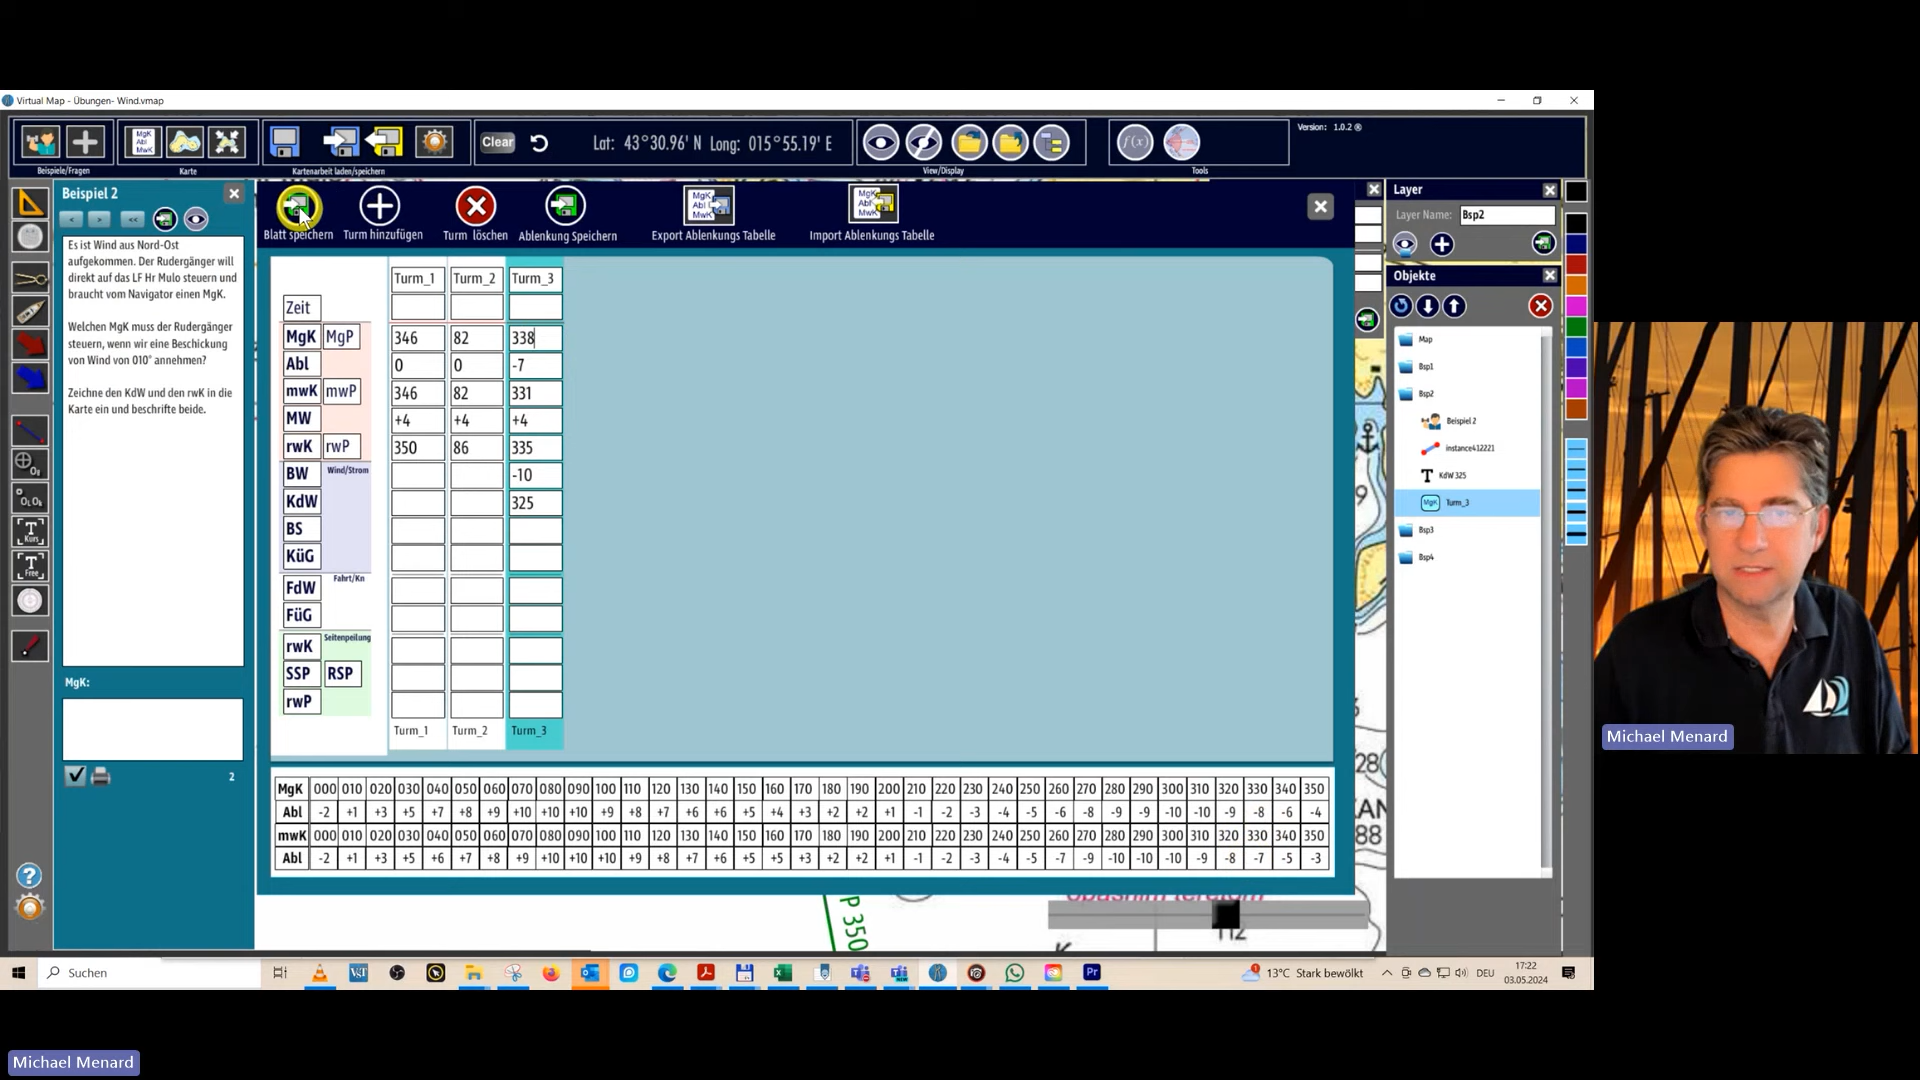 Virtual Map - Übungen- Wind.vmap
MgK
Abl
MwK
Clear
Lat: 43°30.96' N Long: 015°55.19' E
f(x)
Version: 1.0.2 ®
Beispiele/Fragen
Karte
Kartenarbeit laden/speichern
View/Display
Tools
Beispiel 2
< > <<
Es ist Wind aus Nord-Ost
aufgekommen. Der Rudergänger will
direkt auf das LF Hr Mulo steuern und
braucht vom Navigator einen MgK.
Welchen MgK muss der Rudergänger
steuern, wenn wir eine Beschickung
von Wind von 010° annehmen?
Zeichne den KdW und den rwK in die
Karte ein und beschrifte beide.
MgK:
2
Blatt speichern
Turm hinzufügen
Turm löschen
Ablenkung Speichern
MgK
Abl
MwK
Export Ablenkungs Tabelle
MgK
Abl
MwK
Import Ablenkungs Tabelle
Turm_1 Turm_2 Turm_3
Zeit
MgK MgP 346 82 338
Abl 0 0 -7
mwK mwP 346 82 331
MW +4 +4 +4
rwK rwP 350 86 335
BW Wind/Strom -10
KdW 325
BS
KüG
Fahrt/Kn
FdW
FüG
rwK Seitenpeilung
SSP RSP
rwP
Turm_1 Turm_2 Turm_3
MgK 000 010 020 030 040 050 060 070 080 090 100 110 120 130 140 150 160 170 180 190 200 210 220 230 240 250 260 270 280 290 300 310 320 330 340 350
Abl -2 +1 +3 +5 +7 +8 +9 +10 +10 +10 +9 +8 +7 +6 +6 +5 +4 +3 +2 +2 +1 -1 -2 -3 -4 -5 -6 -8 -9 -9 -10 -10 -9 -8 -6 -4
mwK 000 010 020 030 040 050 060 070 080 090 100 110 120 130 140 150 160 170 180 190 200 210 220 230 240 250 260 270 280 290 300 310 320 330 340 350
Abl -2 +1 +3 +5 +6 +7 +8 +9 +10 +10 +10 +9 +8 +7 +6 +5 +5 +3 +2 +2 +1 -1 -2 -3 -4 -5 -7 -9 -10 -10 -10 -9 -8 -7 -5 -3
P 350
112
Layer
Layer Name: Bsp2
Objekte
Map
Bsp1
Bsp2
Beispiel 2
instance412221
T KdW 325
MgK Turm_3
Bsp3
Bsp4
T
Kurs
T
Free
Suchen
V&T
Pr
13°C Stark bewölkt
DEU
17:22
03.05.2024
Michael Menard
Michael Menard